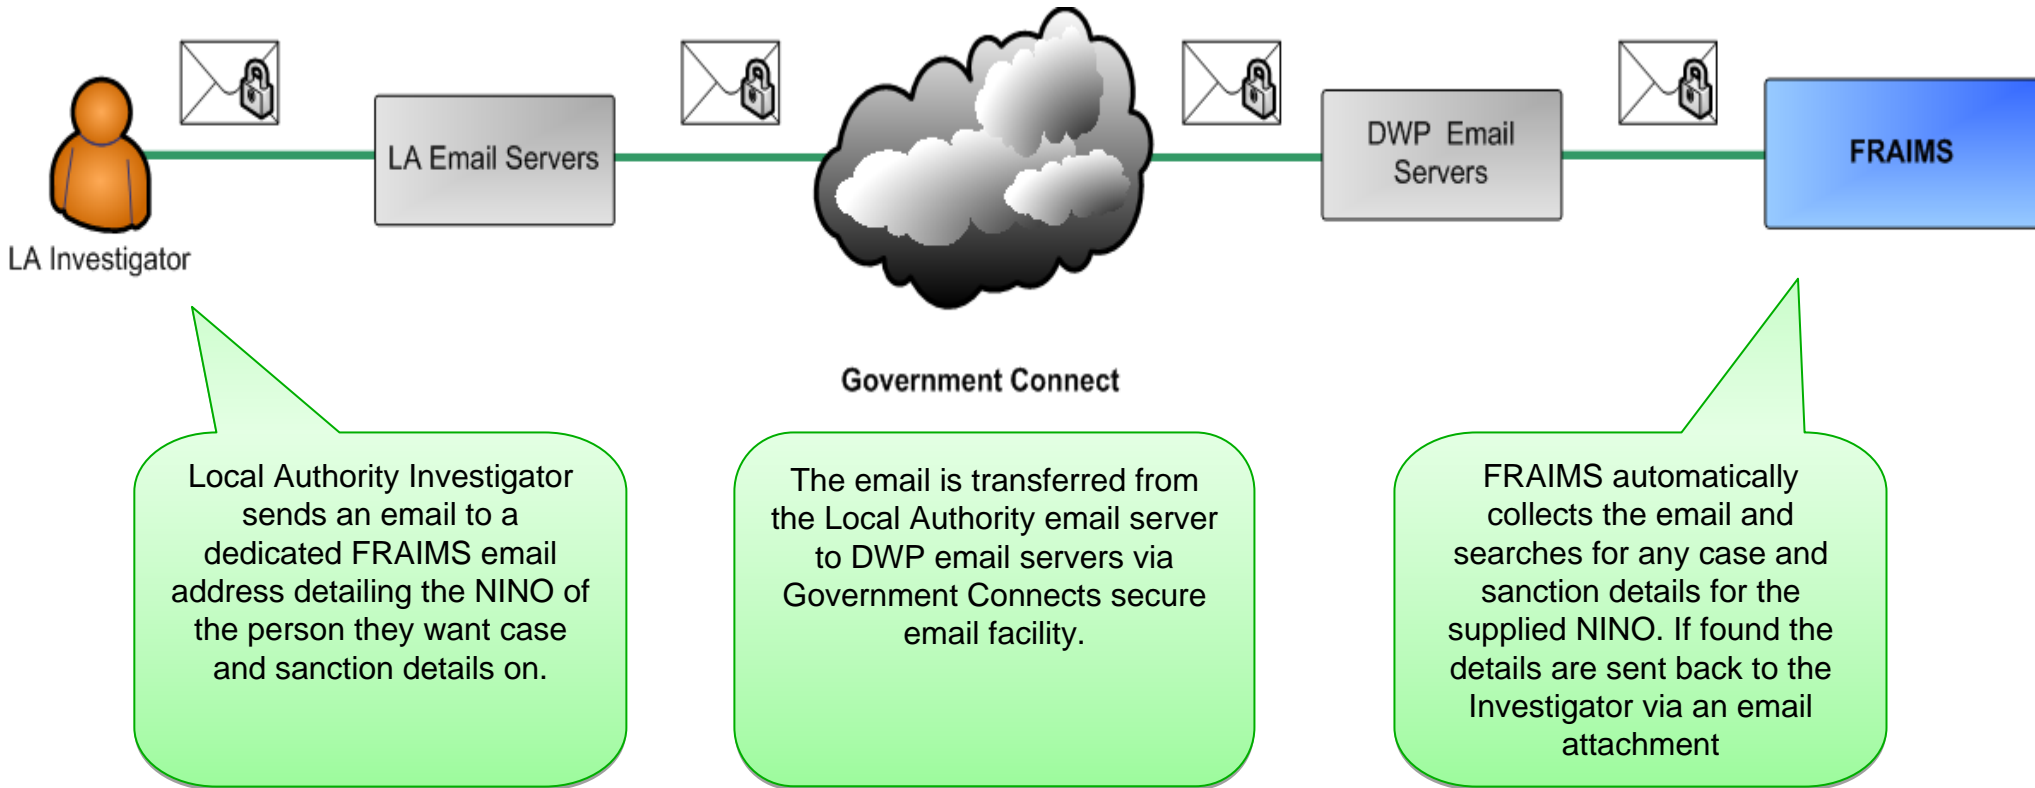 LA Investigator
LA Email Servers
Government Connect
DWP Email
Servers
FRAIMS
Local Authority Investigator
sends an email to a
dedicated FRAIMS email
address detailing the NINO of
the person they want case
and sanction details on.
The email is transferred from
the Local Authority email server
to DWP email servers via
Government Connects secure
email facility.
FRAIMS automatically
collects the email and
searches for any case and
sanction details for the
supplied NINO. If found the
details are sent back to the
Investigator via an email
attachment